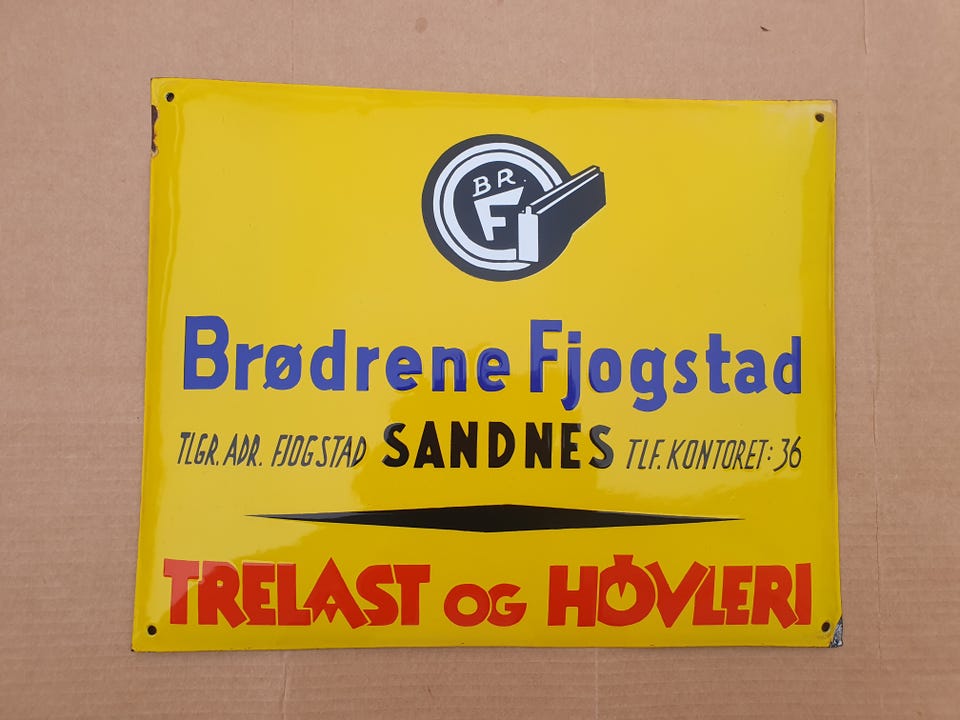 BR.
F
Brødrene Fjogstad
TLGR. ADR. FJOGSTAD SANDNES TLF. KONTORET: 36
TRELAST OG HØVLERI